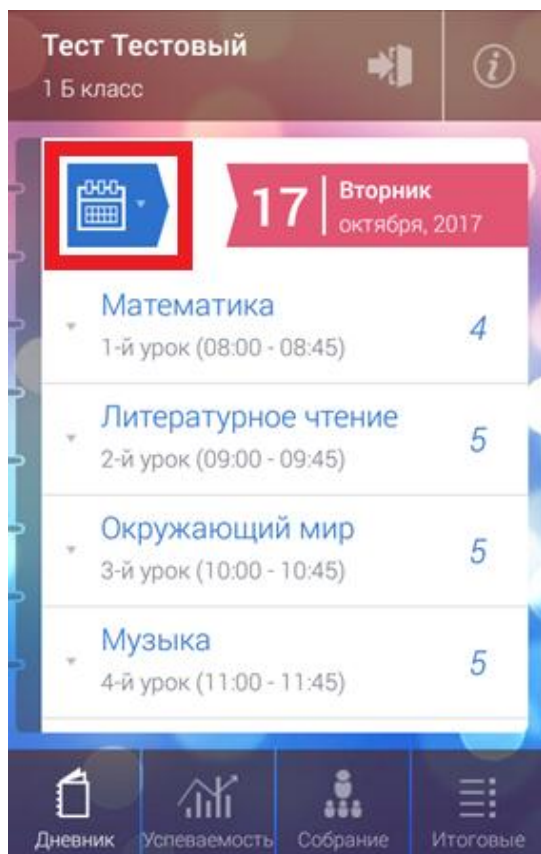 Тест Тестовый
1 Б класс
17 Вторник
октября, 2017
Математика
1-й урок (08:00 - 08:45)
4
Литературное чтение
2-й урок (09:00 - 09:45)
5
Окружающий мир
3-й урок (10:00 - 10:45)
5
Музыка
4-й урок (11:00 - 11:45)
5
Дневник Успеваемость Собрание Итоговые